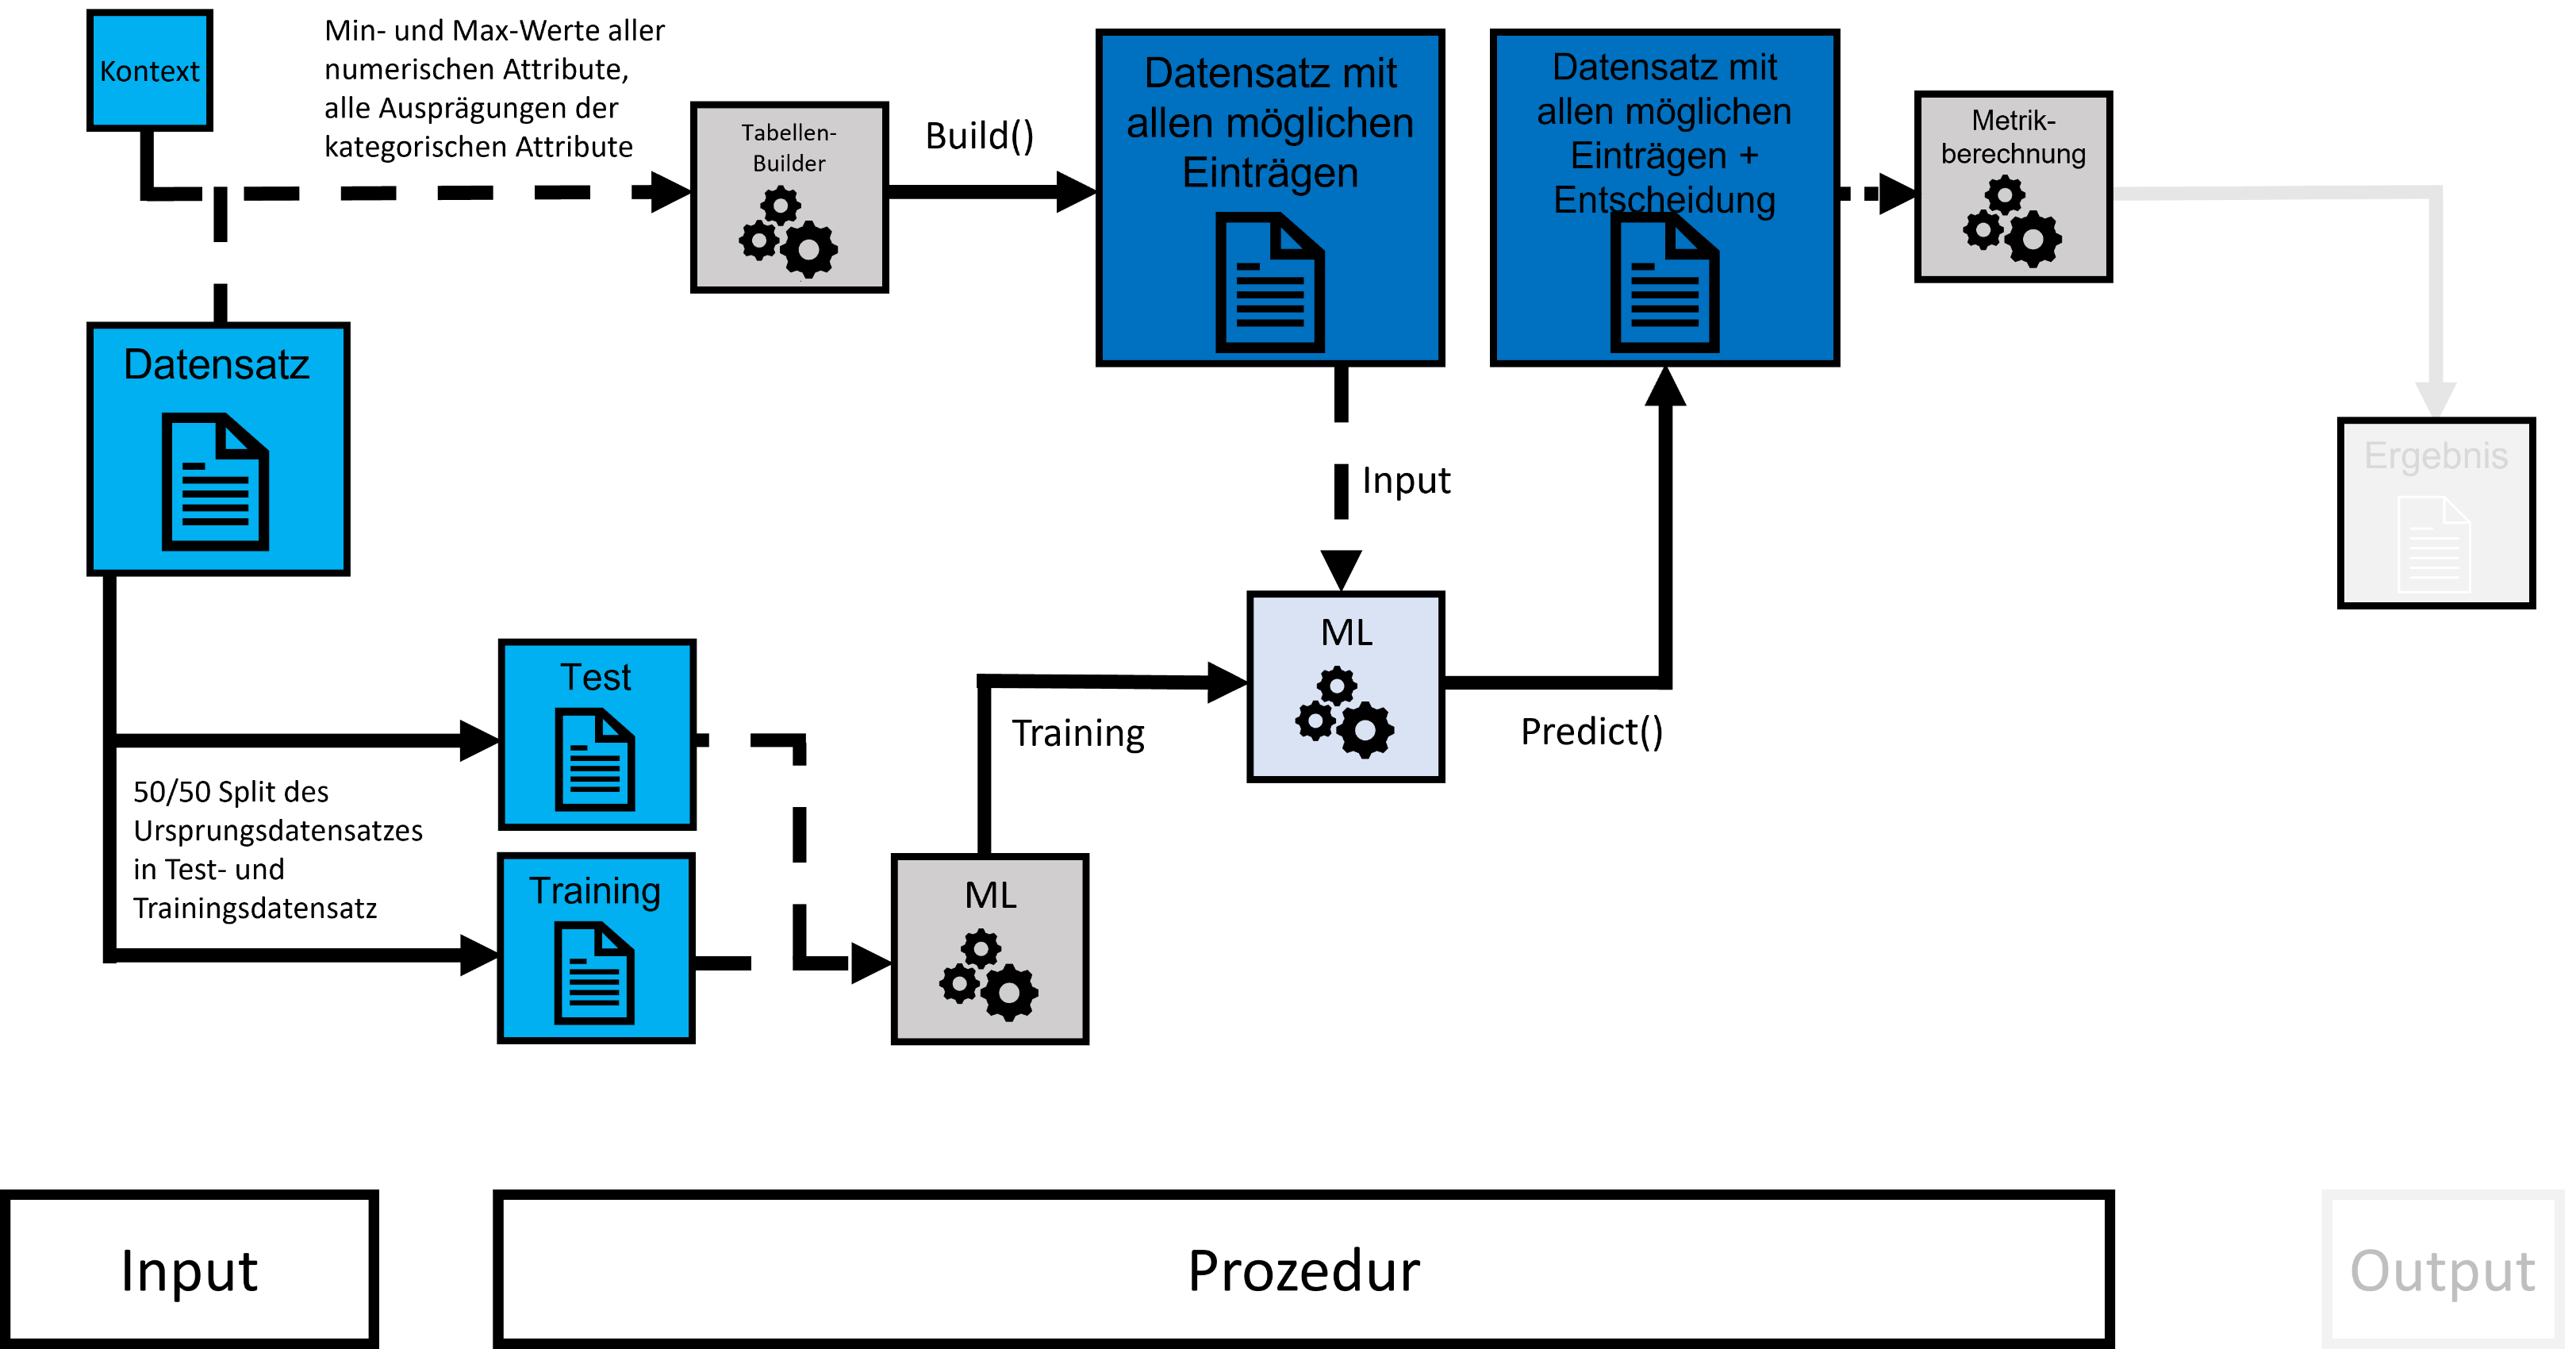 Kontext
Min- und Max-Werte aller
numerischen Attribute,
alle Ausprägungen der
kategorischen Attribute
Tabellen-
Builder
Build()
Datensatz mit
allen möglichen
Einträgen
Datensatz mit
allen möglichen
Einträgen +
Entscheidung
Metrik-
berechnung
Datensatz
Input
Ergebnis
ML
Test
Training
Predict()
50/50 Split des
Ursprungsdatensatzes
in Test- und
Trainingsdatensatz
Training
ML
Input
Prozedur
Output